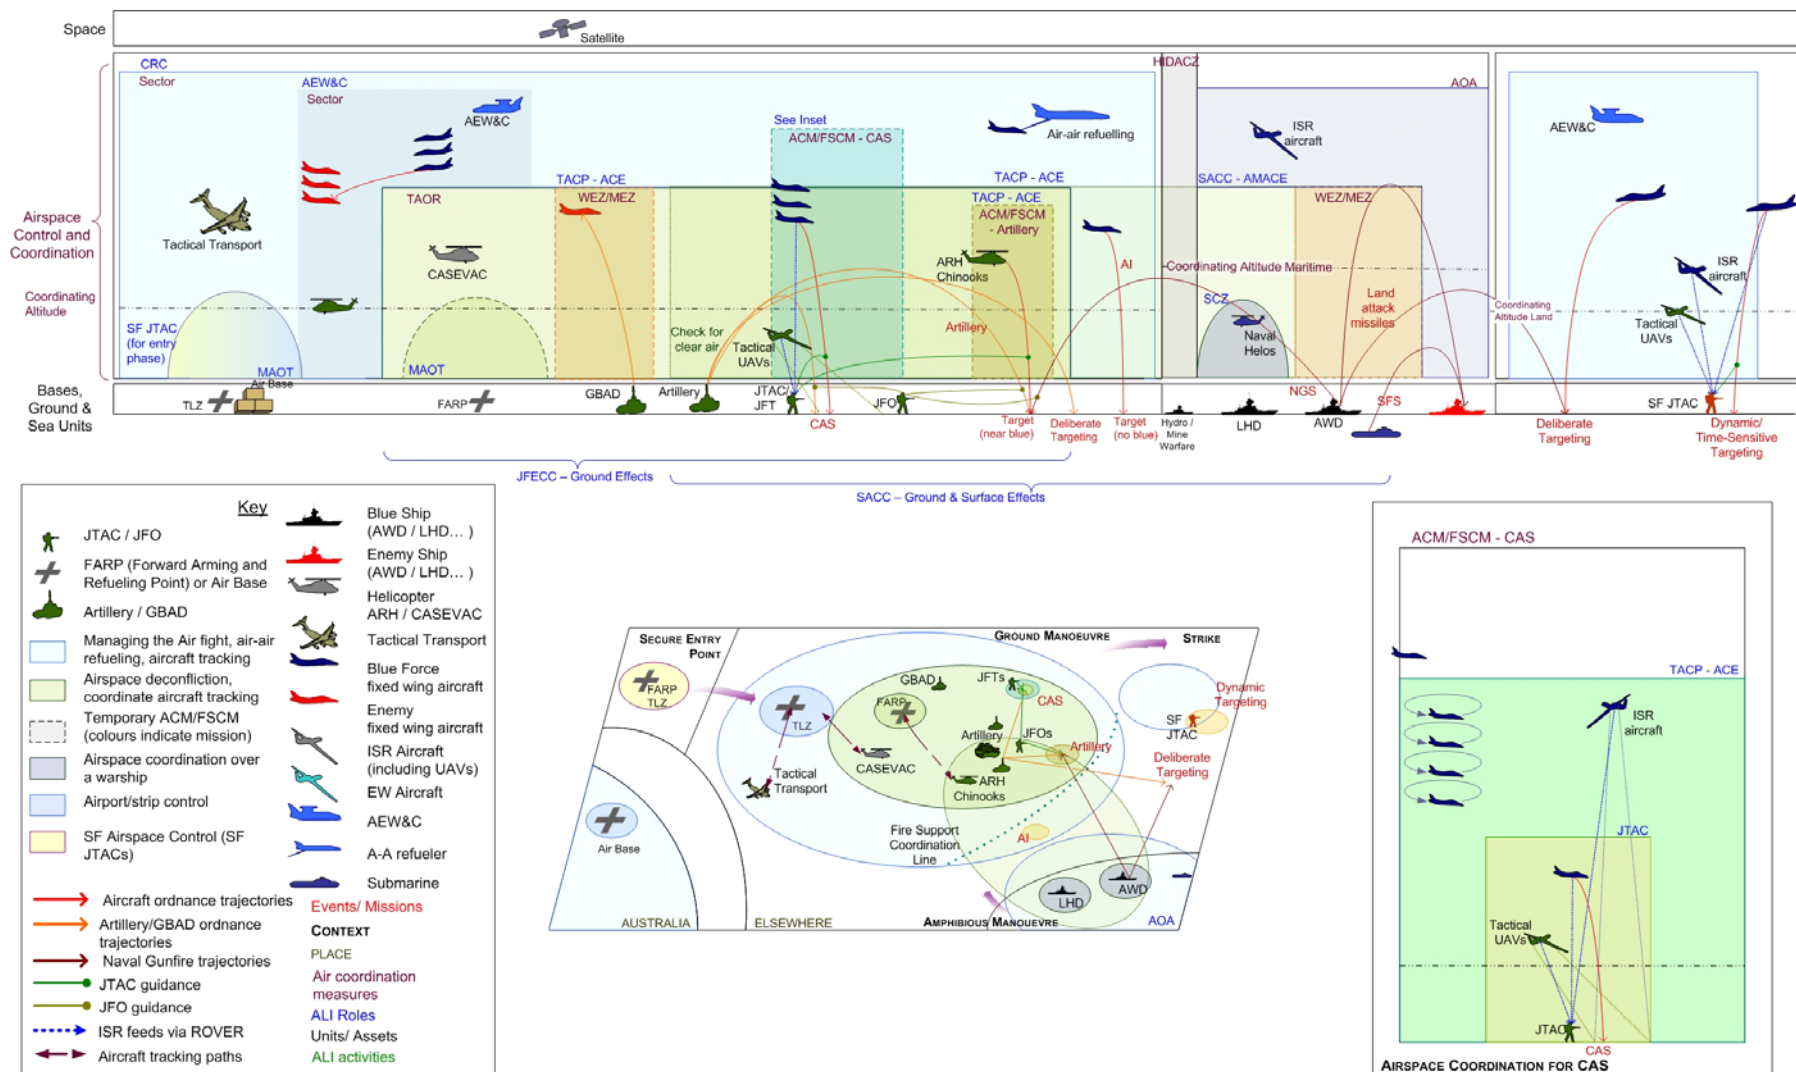 Space
Satellite
CRC
Sector
AEW&C
Sector
AEW&C
See Inset
ACM/FSCM - CAS
Air-air refuelling
HIDACZ
AOA
ISR
aircraft
AEW&C
Airspace
Control and
Coordination
Tactical Transport
TAOR
TACP - ACE
WEZ/MEZ
TACP - ACE
TACP - ACE
ACM/FSCM
- Artillery
SACC - AMACE
WEZ/MEZ
CASEVAC
ARH
Chinooks
AI
Coordinating Altitude Maritime
ISR
aircraft
Coordinating
Altitude
SF JTAC
(for entry
phase)
MAOT
MAOT
Check for
clear air
Tactical
UAVs
Artillery
SCZ
Naval
Helos
Land
attack
missiles
Coordinating
Altitude Land
Tactical
UAVs
Bases,
Ground &
Sea Units
TLZ
Air Base
FARP
GBAD
Artillery
JTAC/
JFT
JFO
CAS
Target
(near blue)
Deliberate
Targeting
Target
(no blue)
Hydro /
Mine
Warfare
LHD
NGS
AWD
SFS
Deliberate
Targeting
SF JTAC
Dynamic/
Time-Sensitive
Targeting
JFECC – Ground Effects
SACC – Ground & Surface Effects
Key
JTAC / JFO
FARP (Forward Arming and
Refueling Point) or Air Base
Artillery / GBAD
Managing the Air fight, air-air
refueling, aircraft tracking
Airspace deconfliction,
coordinate aircraft tracking
Temporary ACM/FSCM
(colours indicate mission)
Airspace coordination over
a warship
Airport/strip control
SF Airspace Control (SF
JTACs)
Aircraft ordnance trajectories
Artillery/GBAD ordnance
trajectories
Naval Gunfire trajectories
JTAC guidance
JFO guidance
ISR feeds via ROVER
Aircraft tracking paths
Blue Ship
(AWD / LHD... )
Enemy Ship
(AWD / LHD... )
Helicopter
ARH / CASEVAC
Tactical Transport
Blue Force
fixed wing aircraft
Enemy
fixed wing aircraft
ISR Aircraft
(including UAVs)
EW Aircraft
AEW&C
A-A refueler
Submarine
Events/ Missions
CONTEXT
PLACE
Air coordination
measures
ALI Roles
Units/ Assets
ALI activities
SECURE ENTRY
POINT
GROUND MANOEUVRE
STRIKE
FARP
TLZ
TLZ
GBAD
FARP
JFTs
CAS
Dynamic
Targeting
SF
JTAC
Artillery
JFOs
Artillery
Deliberate
Targeting
CASEVAC
Tactical
Transport
ARH
Chinooks
Fire Support
Coordination
Line
AI
Air Base
AWD
LHD
AUSTRALIA
ELSEWHERE
AMPHIBIOUS MANOUEVRE
AOA
ACM/FSCM - CAS
TACP - ACE
ISR
aircraft
JTAC
Tactical
UAVs
JTAC
CAS
AIRSPACE COORDINATION FOR CAS